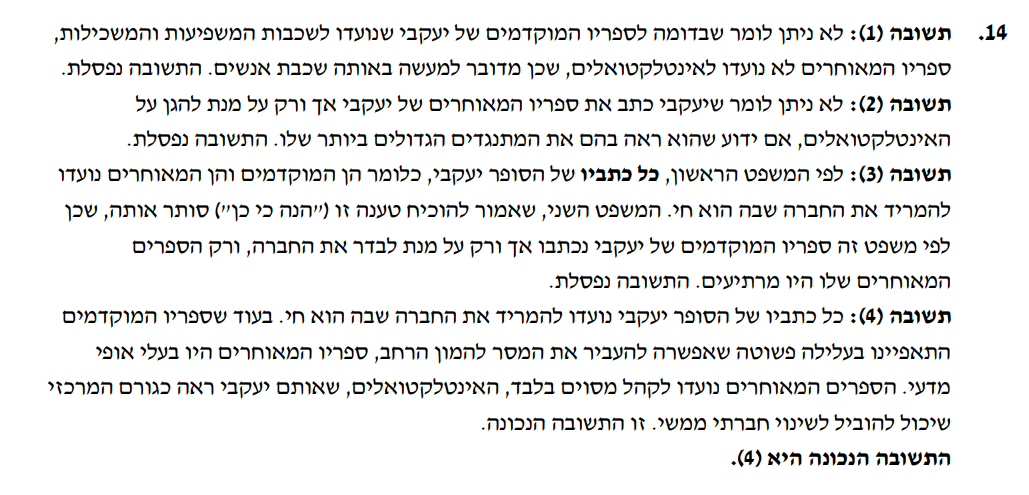 14. תשובה (1): לא ניתן לומר שבדומה לספריו המוקדמים של יעקבי שנועדו לשכבות המשפיעות והמשכילות,
ספריו המאוחרים לא נועדו לאינטלקטואלים, שכן מדובר למעשה באותה שכבת אנשים. התשובה נפסלת.
תשובה (2): לא ניתן לומר שיעקבי כתב את ספריו המאוחרים של יעקבי אך ורק על מנת להגן על
האינטלקטואלים, אם ידוע שהוא ראה בהם את המתנגדים הגדולים ביותר שלו. התשובה נפסלת.
תשובה (3): לפי המשפט הראשון, כל כתביו של הסופר יעקבי, כלומר הן המוקדמים והן המאוחרים נועדו
להמריד את החברה שבה הוא חי. המשפט השני, שאמור להוכיח טענה זו ("הנה כי כן") סותר אותה, שכן
לפי משפט זה ספריו המוקדמים של יעקבי נכתבו אך ורק על מנת לבדר את החברה, ורק הספרים
המאוחרים שלו היו מרתיעים. התשובה נפסלת.
תשובה (4): כל כתביו של הסופר יעקבי נועדו להמריד את החברה שבה הוא חי. בעוד שספריו המוקדמים
התאפיינו בעלילה פשוטה שאפשרה להעביר את המסר להמון הרחב, ספריו המאוחרים היו בעלי אופי
מדעי. הספרים המאוחרים נועדו לקהל מסוים בלבד, האינטלקטואלים, שאותם יעקבי ראה כגורם המרכזי
שיכול להוביל לשינוי חברתי ממשי. זו התשובה הנכונה.
התשובה הנכונה היא (4).